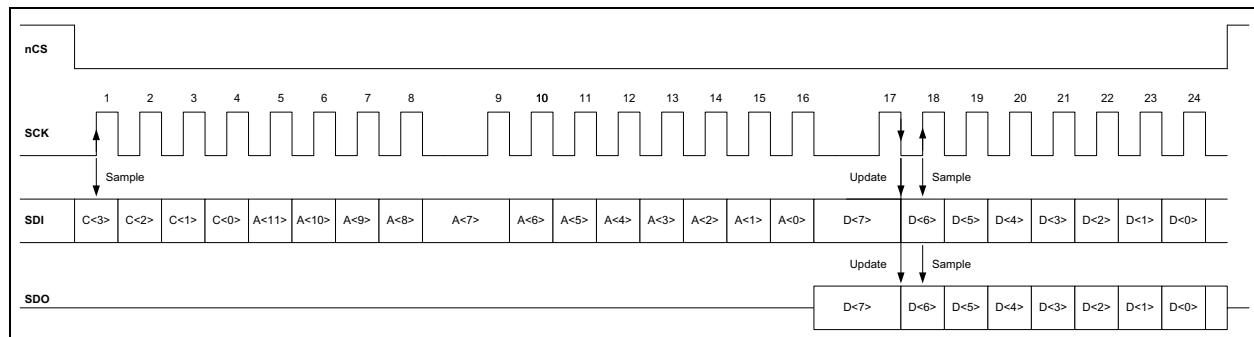 nCS
1 2 3 4 5 6 7 8 9 10 11 12 13 14 15 16 17 18 19 20 21 22 23 24
SCK
Sample Update Sample
SDI C<3> C<2> C<1> C<0> A<11> A<10> A<9> A<8> A<7> A<6> A<5> A<4> A<3> A<2> A<1> A<0> D<7> D<6> D<5> D<4> D<3> D<2> D<1> D<0>
Update Sample
SDO D<7> D<6> D<5> D<4> D<3> D<2> D<1> D<0>